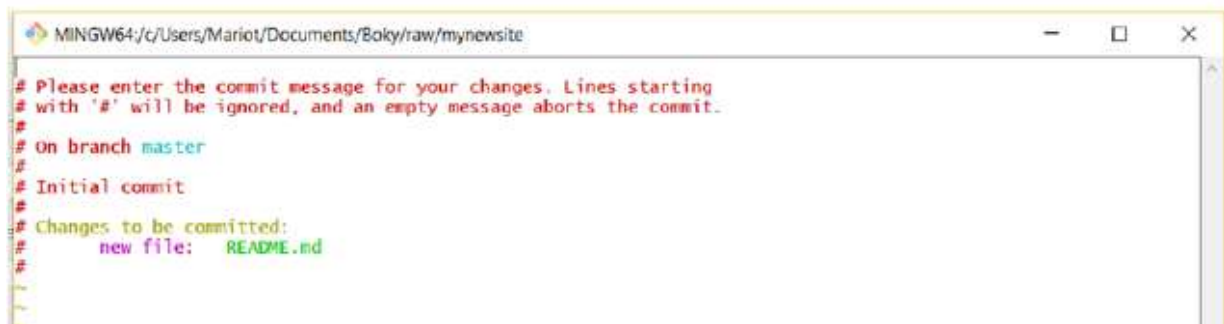 MINGW64:/c/Users/Mariot/Documents/Boky/raw/mynewsite
# Please enter the commit message for your changes. Lines starting
# with '#' will be ignored, and an empty message aborts the commit.
#
# On branch master
#
# Initial commit
#
# Changes to be committed:
#       new file:   README.md
#
~
~